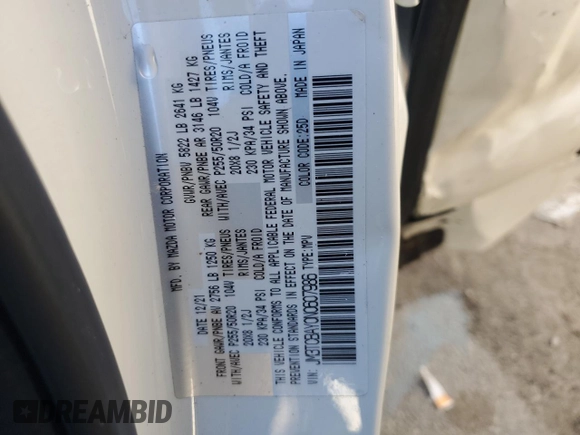 MFD. BY MAZDA MOTOR CORPORATION
DATE 12/21
GVWR/PNBV 5822 LB 2641 KG
FRONT GAWR/PNBE AV 2756 LB 1250 KG
REAR GAWR/PNBE AR 3146 LB 1427 KG
WITH/AVEC P255/50R20 104V TIRES/PNEUS
WITH/AVEC P255/50R20 104V TIRES/PNEUS
20X8 1/2J RIMS/JANTES
20X8 1/2J RIMS/JANTES
230 KPA/34 PSI COLD/A FROID
230 KPA/34 PSI COLD/A FROID
THIS VEHICLE CONFORMS TO ALL APPLICABLE FEDERAL MOTOR VEHICLE SAFETY AND THEFT
PREVENTION STANDARDS IN EFFECT ON THE DATE OF MANUFACTURE SHOWN ABOVE.
VIN: JM3TCBAY0N0607986 TYPE:MPV
COLOR CODE:25D MADE IN JAPAN
DREAMBID